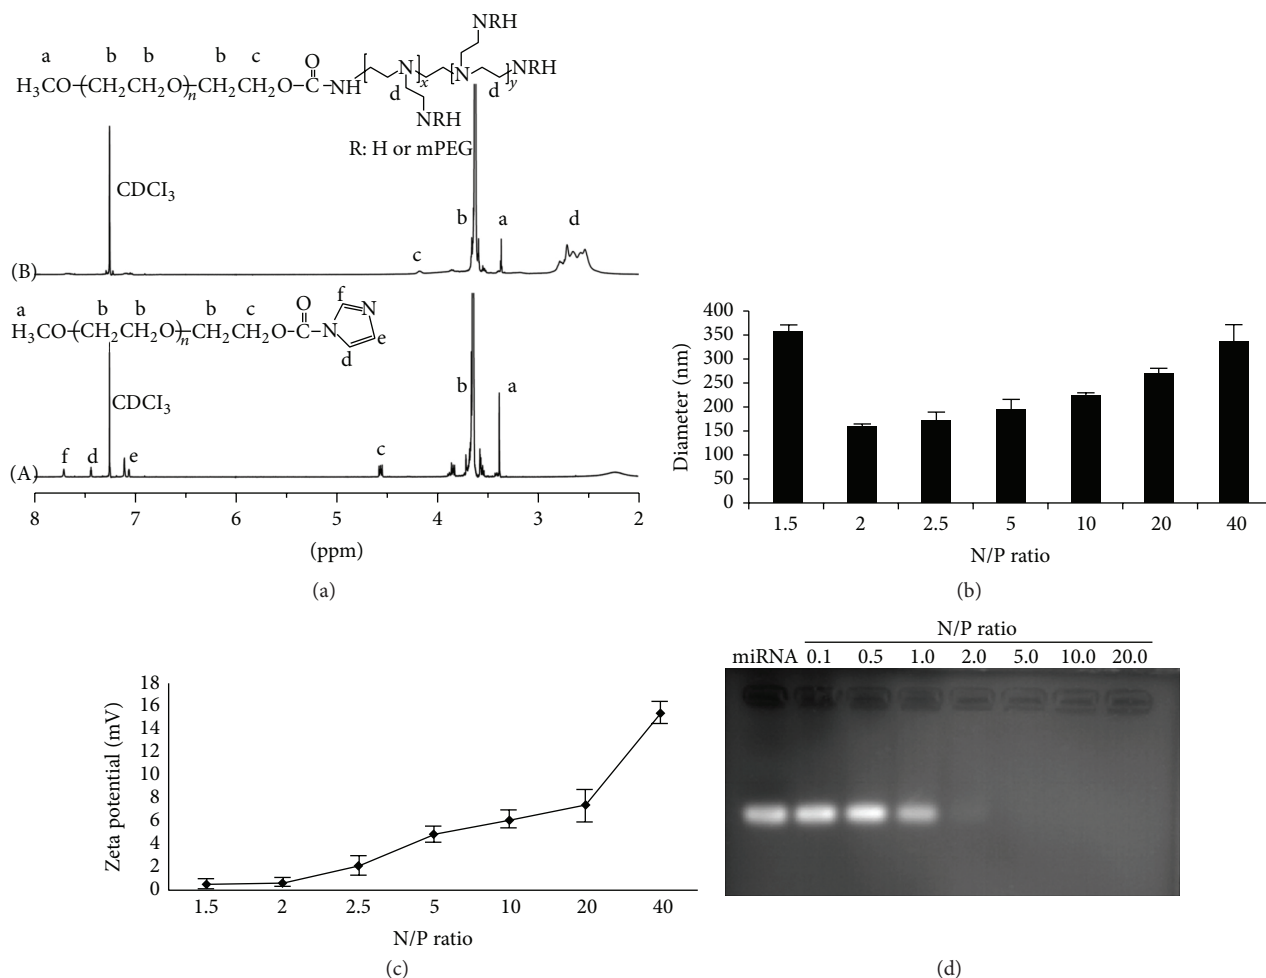 NRH
a b b b c O NRH
H3CO-(CH2CH2O)n-CH2CH2-O-C-NH N x N y
d d
NRH
R: H or mPEG
CDCl3
b a d
c
(B)
a b b b c O f N
H3CO-(CH2CH2O)n-CH2CH2-O-C-N e
d
CDCl3
b a
f d e c
(A)
8 7 6 5 4 3 2
(ppm)
(a)
400
350
300
250
200
150
100
50
0
Diameter (nm)
1.5 2 2.5 5 10 20 40
N/P ratio
(b)
18
16
14
12
10
8
6
4
2
0
Zeta potential (mV)
1.5 2 2.5 5 10 20 40
N/P ratio
(c)
N/P ratio
miRNA 0.1 0.5 1.0 2.0 5.0 10.0 20.0
(d)